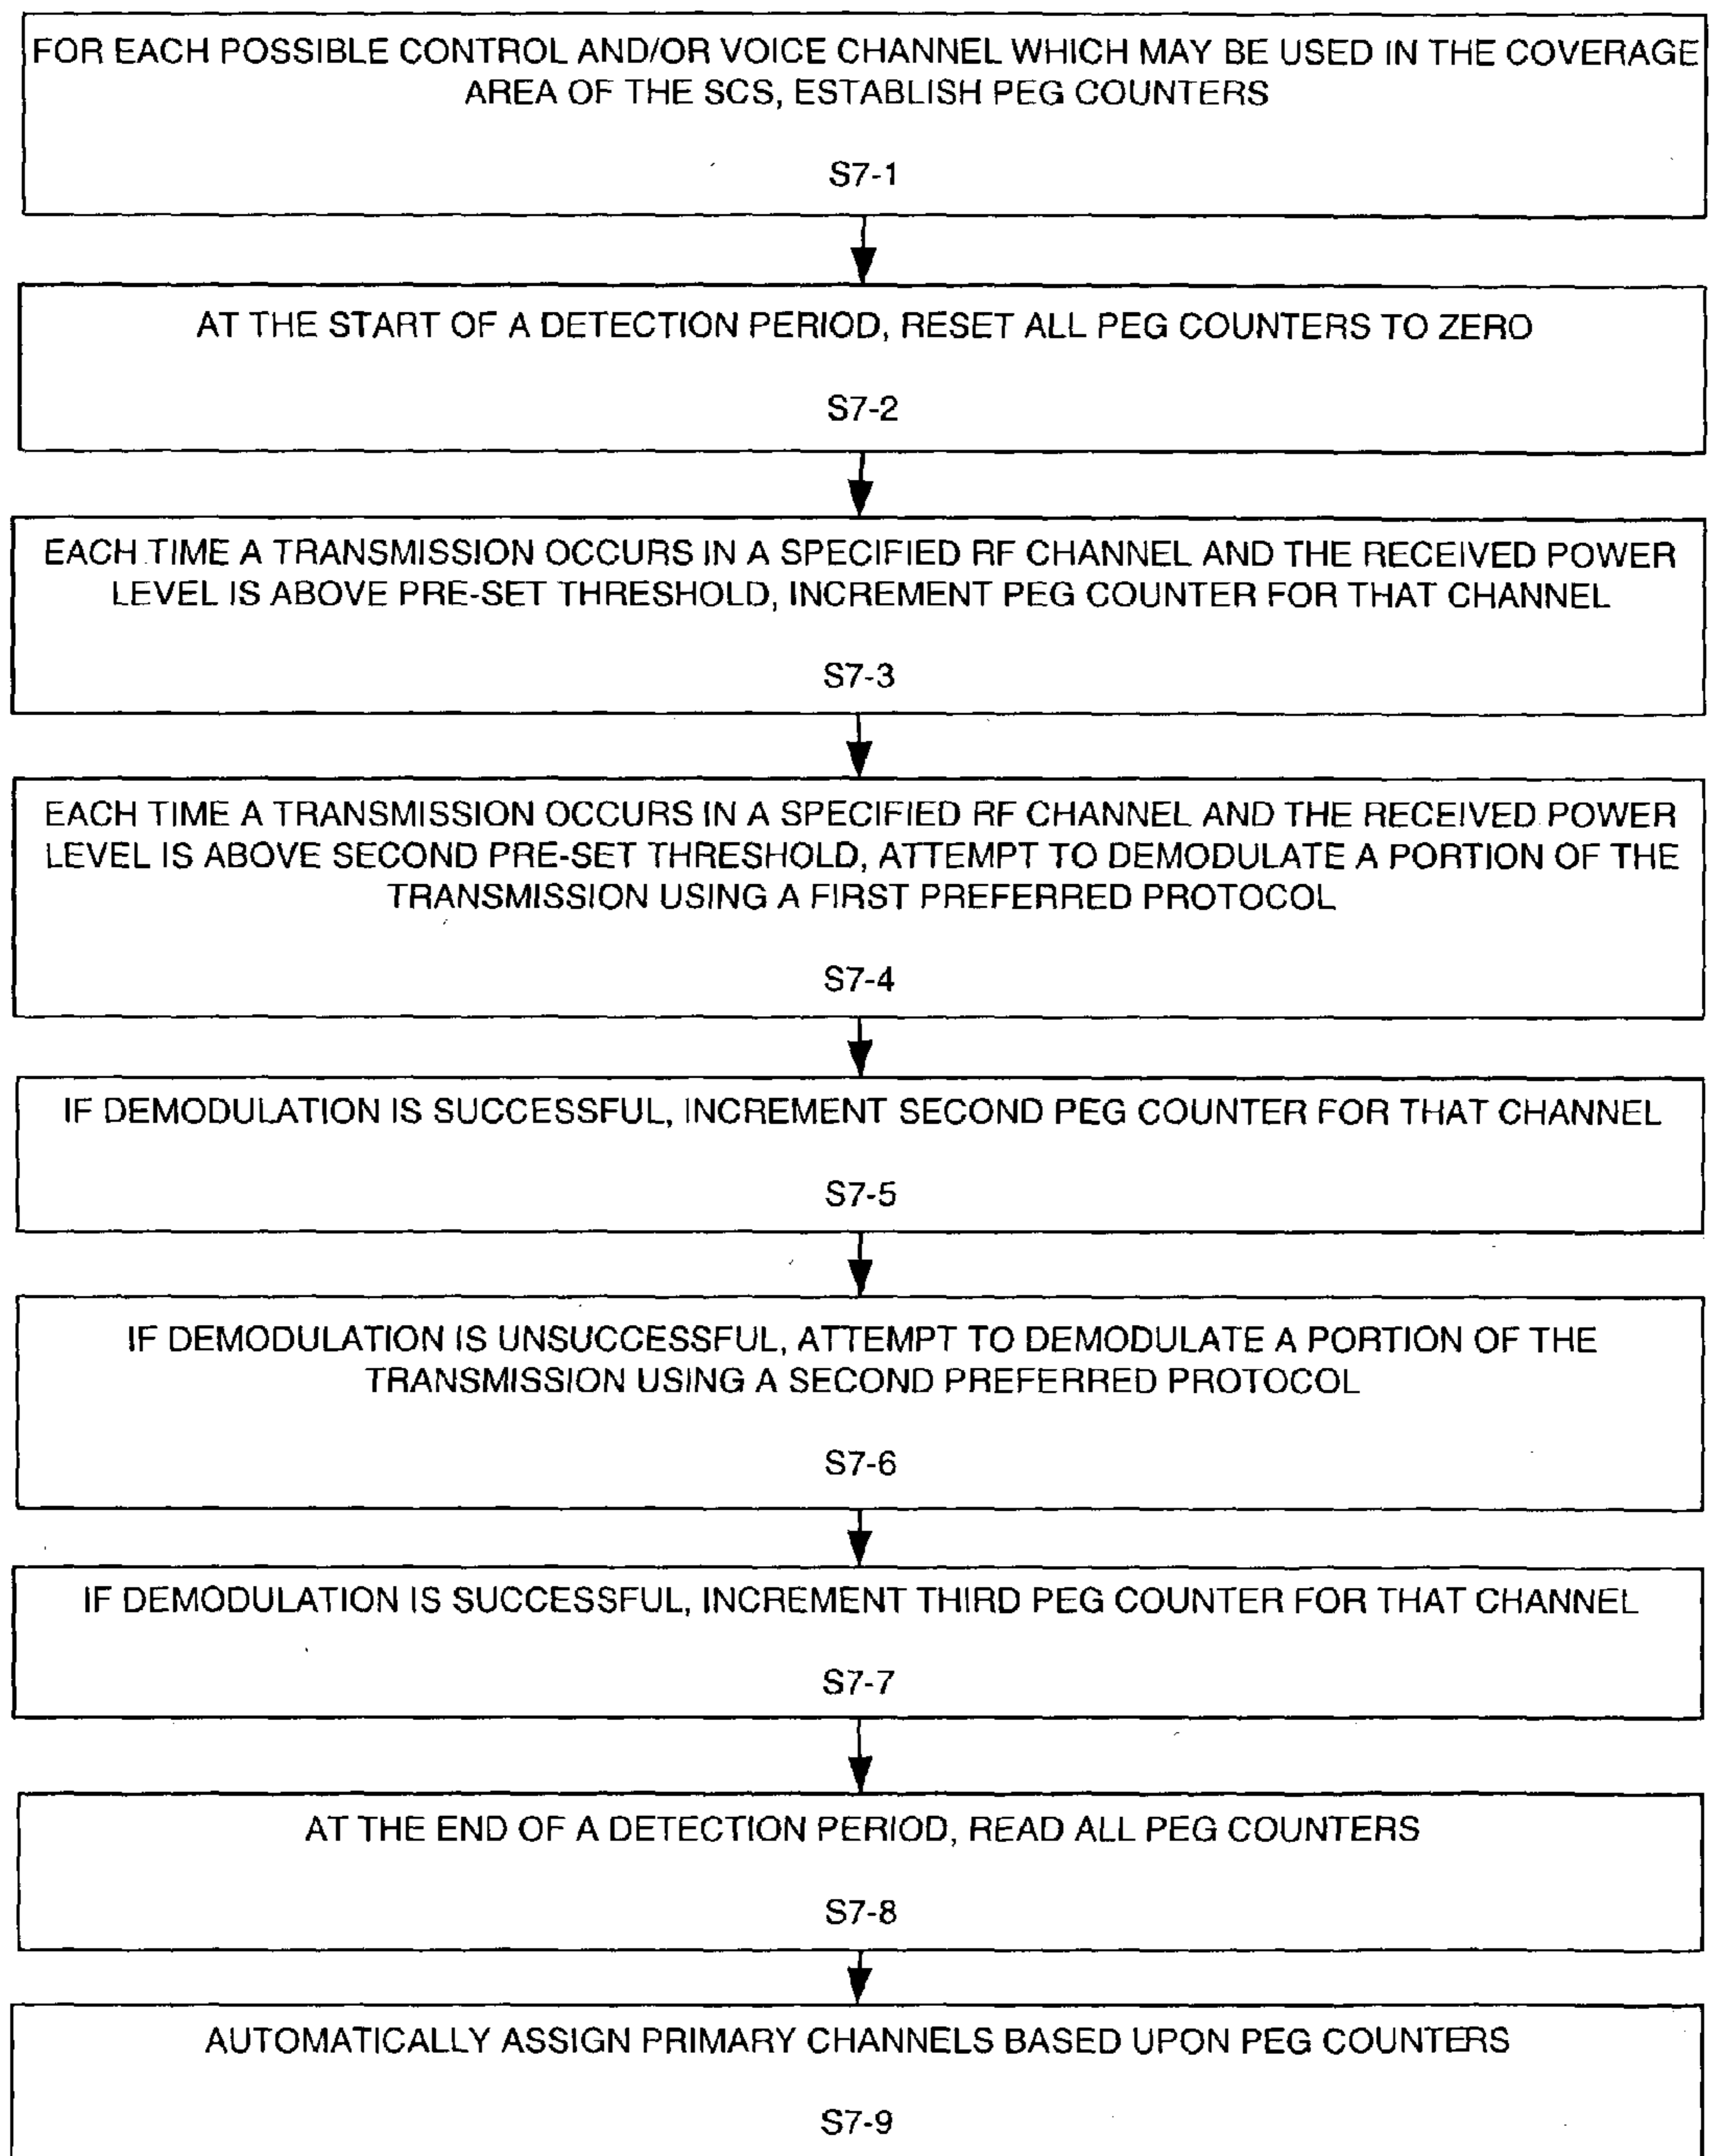 FOR EACH POSSIBLE CONTROL AND/OR VOICE CHANNEL WHICH MAY BE USED IN THE COVERAGE
AREA OF THE SCS, ESTABLISH PEG COUNTERS
S7-1
AT THE START OF A DETECTION PERIOD, RESET ALL PEG COUNTERS TO ZERO
S7-2
EACH TIME A TRANSMISSION OCCURS IN A SPECIFIED RF CHANNEL AND THE RECEIVED POWER
LEVEL IS ABOVE PRE-SET THRESHOLD, INCREMENT PEG COUNTER FOR THAT CHANNEL
S7-3
EACH TIME A TRANSMISSION OCCURS IN A SPECIFIED RF CHANNEL AND THE RECEIVED POWER
LEVEL IS ABOVE SECOND PRE-SET THRESHOLD, ATTEMPT TO DEMODULATE A PORTION OF THE
TRANSMISSION USING A FIRST PREFERRED PROTOCOL
S7-4
IF DEMODULATION IS SUCCESSFUL, INCREMENT SECOND PEG COUNTER FOR THAT CHANNEL
S7-5
IF DEMODULATION IS UNSUCCESSFUL, ATTEMPT TO DEMODULATE A PORTION OF THE
TRANSMISSION USING A SECOND PREFERRED PROTOCOL
S7-6
IF DEMODULATION IS SUCCESSFUL, INCREMENT THIRD PEG COUNTER FOR THAT CHANNEL
S7-7
AT THE END OF A DETECTION PERIOD, READ ALL PEG COUNTERS
S7-8
AUTOMATICALLY ASSIGN PRIMARY CHANNELS BASED UPON PEG COUNTERS
S7-9